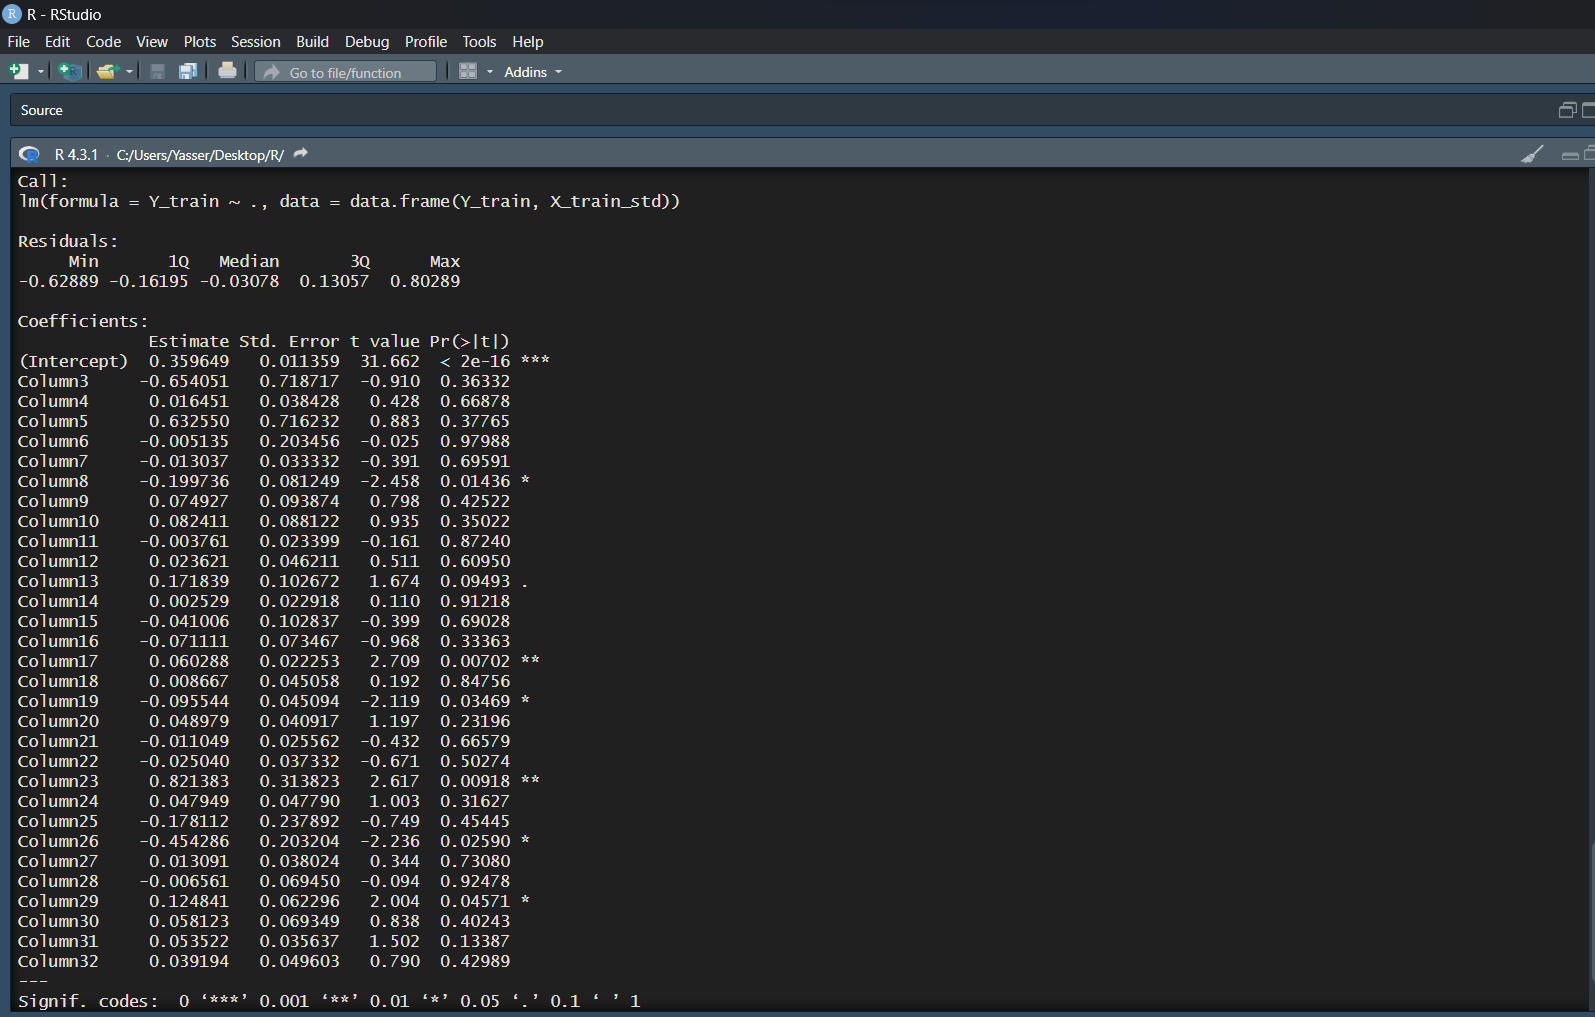 R - RStudio
File Edit Code View Plots Session Build Debug Profile Tools Help
Go to file/function Addins
Source
R 4.3.1 · C:/Users/Yasser/Desktop/R/
Call:
lm(formula = Y_train ~ ., data = data.frame(Y_train, X_train_std))
Residuals:
Min 1Q Median 3Q Max
-0.62889 -0.16195 -0.03078 0.13057 0.80289
Coefficients:
Estimate Std. Error t value Pr(>|t|)
(Intercept) 0.359649 0.011359 31.662 < 2e-16 ***
Column3 -0.654051 0.718717 -0.910 0.36332
Column4 0.016451 0.038428 0.428 0.66878
Column5 0.632550 0.716232 0.883 0.37765
Column6 -0.005135 0.203456 -0.025 0.97988
Column7 -0.013037 0.033332 -0.391 0.69591
Column8 -0.199736 0.081249 -2.458 0.01436 *
Column9 0.074927 0.093874 0.798 0.42522
Column10 0.082411 0.088122 0.935 0.35022
Column11 -0.003761 0.023399 -0.161 0.87240
Column12 0.023621 0.046211 0.511 0.60950
Column13 0.171839 0.102672 1.674 0.09493 .
Column14 0.002529 0.022918 0.110 0.91218
Column15 -0.041006 0.102837 -0.399 0.69028
Column16 -0.071111 0.073467 -0.968 0.33363
Column17 0.060288 0.022253 2.709 0.00702 **
Column18 0.008667 0.045058 0.192 0.84756
Column19 -0.095544 0.045094 -2.119 0.03469 *
Column20 0.048979 0.040917 1.197 0.23196
Column21 -0.011049 0.025562 -0.432 0.66579
Column22 -0.025040 0.037332 -0.671 0.50274
Column23 0.821383 0.313823 2.617 0.00918 **
Column24 0.047949 0.047790 1.003 0.31627
Column25 -0.178112 0.237892 -0.749 0.45445
Column26 -0.454286 0.203204 -2.236 0.02590 *
Column27 0.013091 0.038024 0.344 0.73080
Column28 -0.006561 0.069450 -0.094 0.92478
Column29 0.124841 0.062296 2.004 0.04571 *
Column30 0.058123 0.069349 0.838 0.40243
Column31 0.053522 0.035637 1.502 0.13387
Column32 0.039194 0.049603 0.790 0.42989
---
Signif. codes: 0 ‘***’ 0.001 ‘**’ 0.01 ‘*’ 0.05 ‘.’ 0.1 ‘ ’ 1